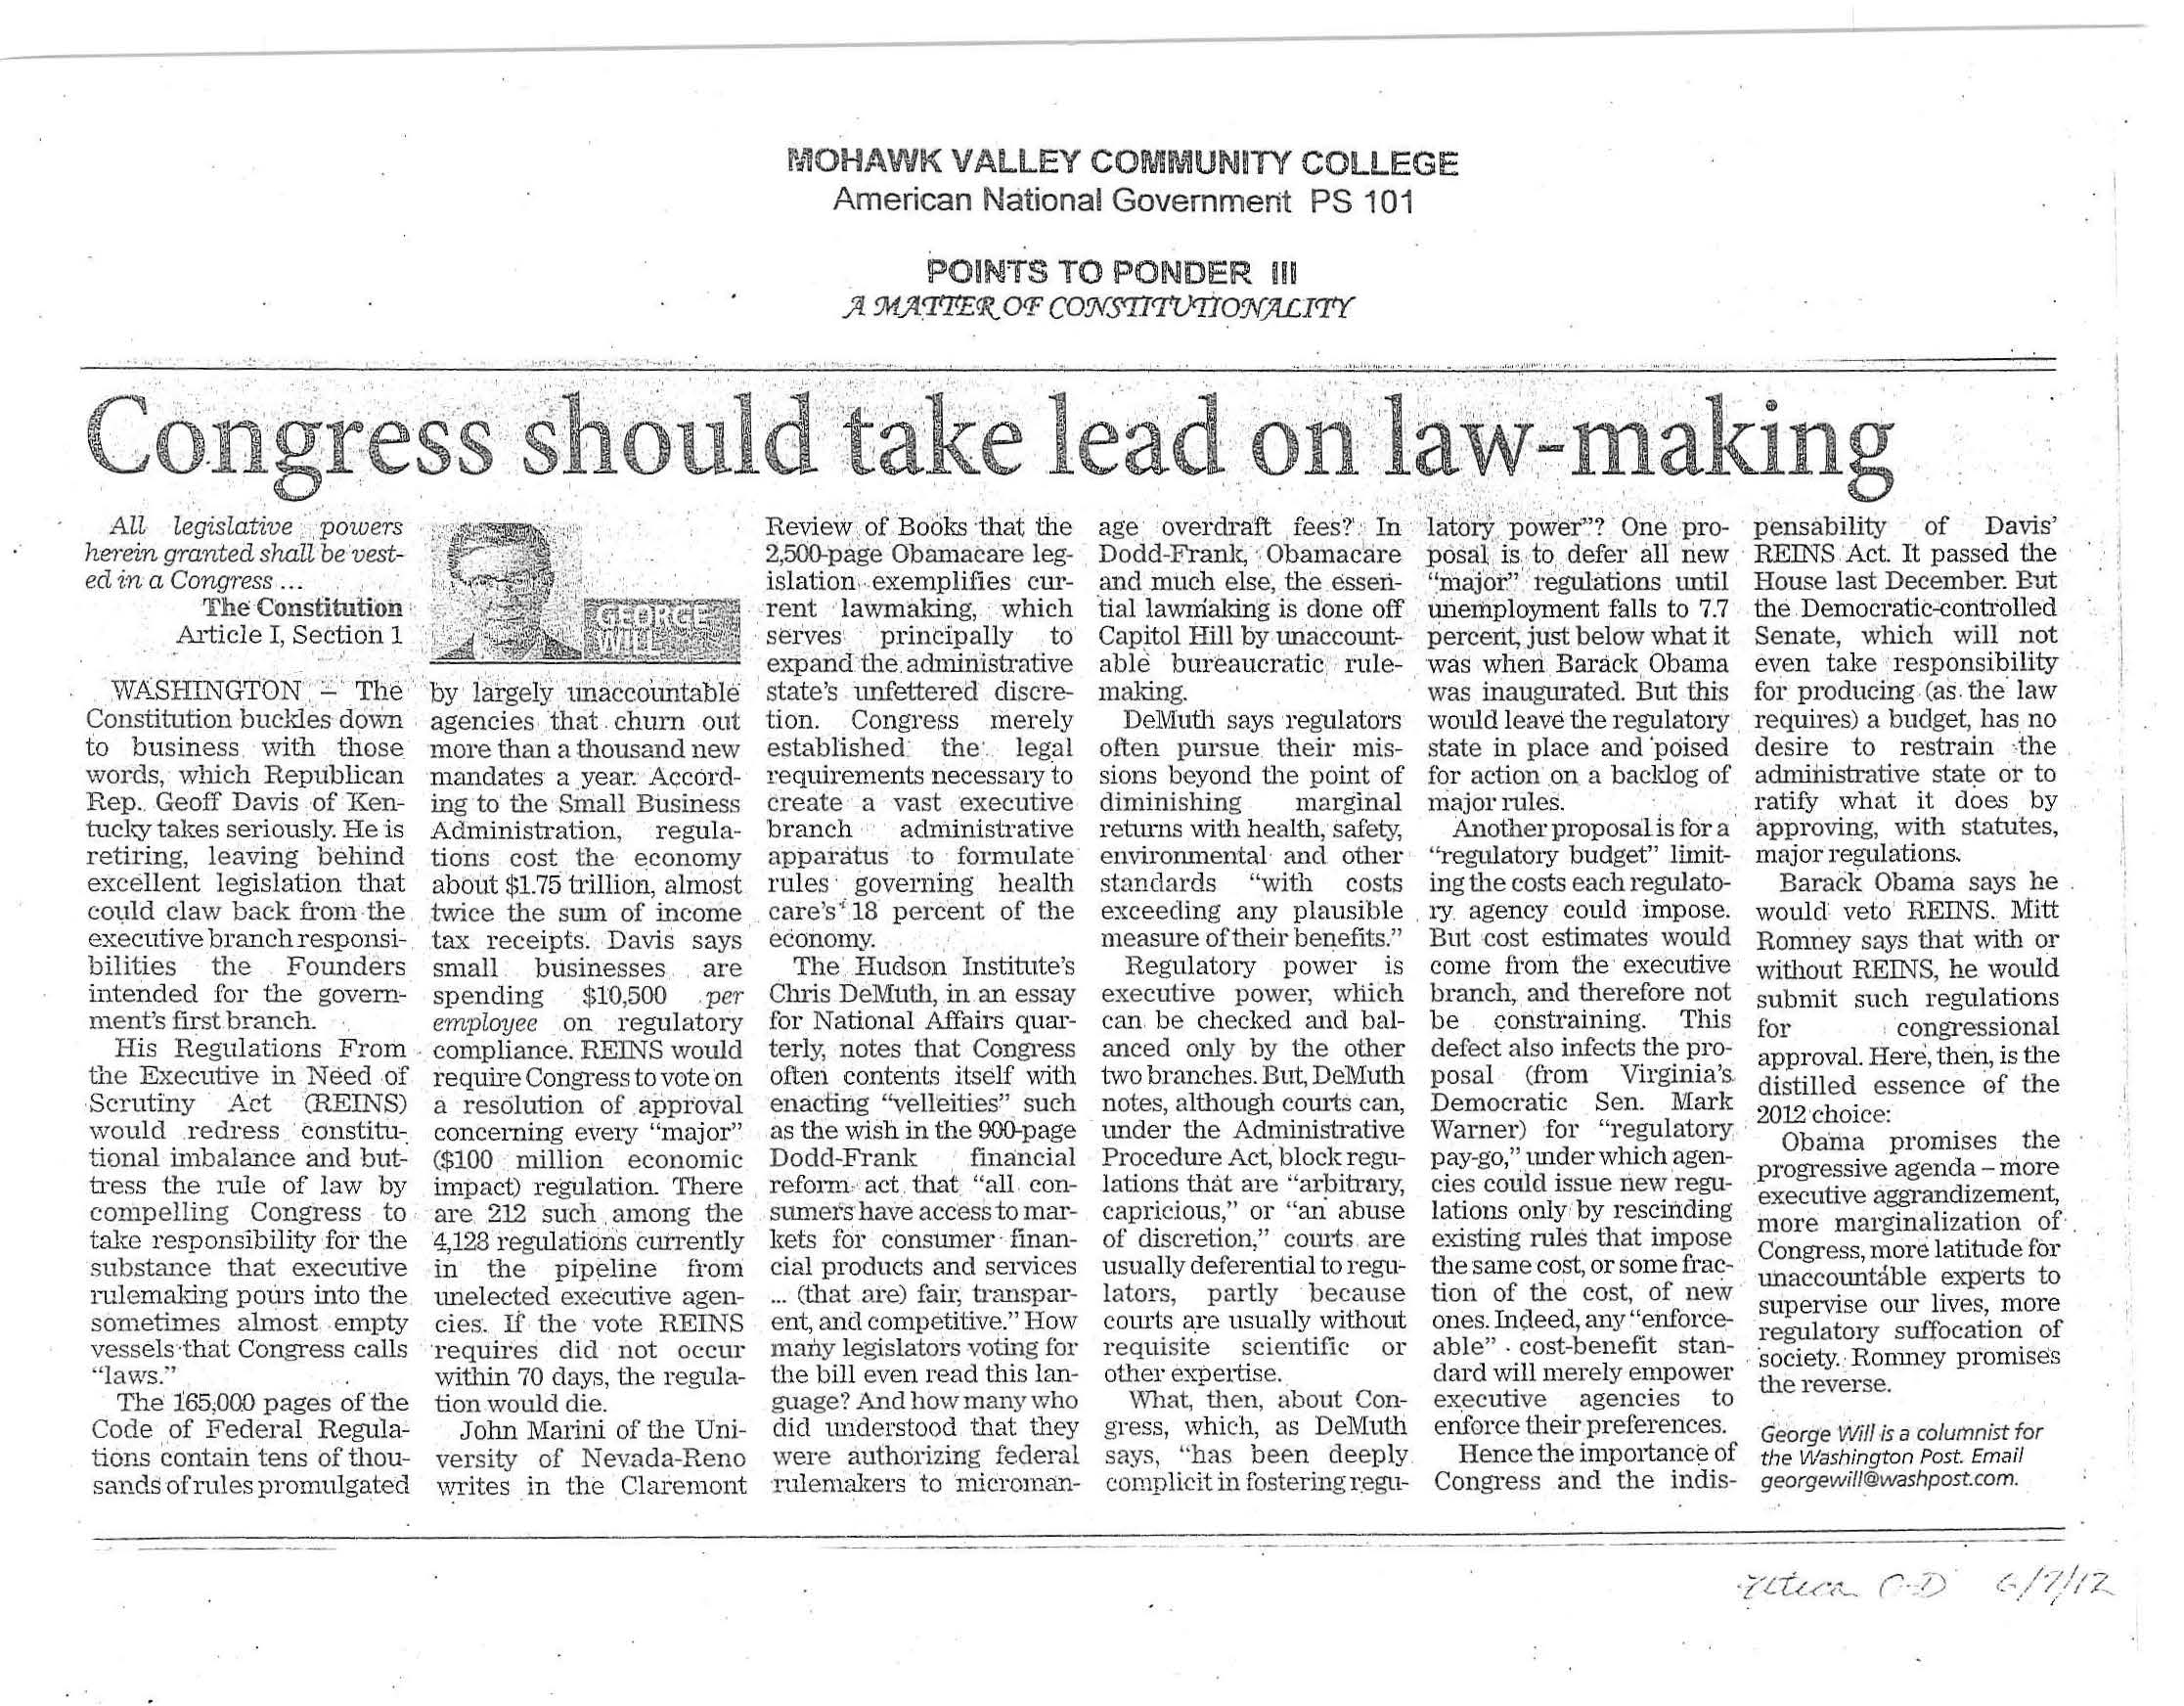 MOHAWK VALLEY COMMUNITY COLLEGE
American National Government PS 101
POINTS TO PONDER III
A MATTER OF CONSTITUTIONALITY
Congress should take lead on law-making
All legislative powers
herein granted shall be vest-
ed in a Congress ...
The Constitution
Article I, Section 1
WASHINGTON – The
Constitution buckles down
to business with those
words, which Republican
Rep. Geoff Davis of Ken-
tucky takes seriously. He is
retiring, leaving behind
excellent legislation that
could claw back from the
executive branch responsi-
bilities the Founders
intended for the govern-
ment's first branch.
His Regulations From
the Executive in Need of
Scrutiny Act (REINS)
would redress constitu-
tional imbalance and but-
tress the rule of law by
compelling Congress to
take responsibility for the
substance that executive
rulemaking pours into the
sometimes almost empty
vessels that Congress calls
"laws."
The 165,000 pages of the
Code of Federal Regula-
tions contain tens of thou-
sands of rules promulgated
GEORGE
WILL
by largely unaccountable
agencies that churn out
more than a thousand new
mandates a year. Accord-
ing to the Small Business
Administration, regula-
tions cost the economy
about $1.75 trillion, almost
twice the sum of income
tax receipts. Davis says
small businesses are
spending $10,500 per
employee on regulatory
compliance. REINS would
require Congress to vote on
a resolution of approval
concerning every "major"
($100 million economic
impact) regulation. There
are 212 such among the
4,128 regulations currently
in the pipeline from
unelected executive agen-
cies. If the vote REINS
requires did not occur
within 70 days, the regula-
tion would die.
John Marini of the Uni-
versity of Nevada-Reno
writes in the Claremont
Review of Books that the
2,500-page Obamacare leg-
islation exemplifies cur-
rent lawmaking, which
serves principally to
expand the administrative
state's unfettered discre-
tion. Congress merely
established the legal
requirements necessary to
create a vast executive
branch administrative
apparatus to formulate
rules governing health
care's 18 percent of the
economy.
The Hudson Institute's
Chris DeMuth, in an essay
for National Affairs quar-
terly, notes that Congress
often contents itself with
enacting "velleities" such
as the wish in the 900-page
Dodd-Frank financial
reform act that "all con-
sumers have access to mar-
kets for consumer finan-
cial products and services
... (that are) fair, transpar-
ent, and competitive." How
many legislators voting for
the bill even read this lan-
guage? And how many who
did understood that they
were authorizing federal
rulemakers to microman-
age overdraft fees? In
Dodd-Frank, Obamacare
and much else, the essen-
tial lawmaking is done off
Capitol Hill by unaccount-
able bureaucratic rule-
making.
DeMuth says regulators
often pursue their mis-
sions beyond the point of
diminishing marginal
returns with health, safety,
environmental and other
standards "with costs
exceeding any plausible
measure of their benefits."
Regulatory power is
executive power, which
can be checked and bal-
anced only by the other
two branches. But, DeMuth
notes, although courts can,
under the Administrative
Procedure Act, block regu-
lations that are "arbitrary,
capricious," or "an abuse
of discretion," courts are
usually deferential to regu-
lators, partly because
courts are usually without
requisite scientific or
other expertise.
What, then, about Con-
gress, which, as DeMuth
says, "has been deeply
complicit in fostering regu-
latory power"? One pro-
posal is to defer all new
"major" regulations until
unemployment falls to 7.7
percent, just below what it
was when Barack Obama
was inaugurated. But this
would leave the regulatory
state in place and poised
for action on a backlog of
major rules.
Another proposal is for a
"regulatory budget" limit-
ing the costs each regulato-
ry agency could impose.
But cost estimates would
come from the executive
branch, and therefore not
be constraining. This
defect also infects the pro-
posal (from Virginia's
Democratic Sen. Mark
Warner) for "regulatory
pay-go," under which agen-
cies could issue new regu-
lations only by rescinding
existing rules that impose
the same cost, or some frac-
tion of the cost, of new
ones. Indeed, any "enforce-
able" cost-benefit stan-
dard will merely empower
executive agencies to
enforce their preferences.
Hence the importance of
Congress and the indis-
pensability of Davis'
REINS Act. It passed the
House last December. But
the Democratic-controlled
Senate, which will not
even take responsibility
for producing (as the law
requires) a budget, has no
desire to restrain the
administrative state or to
ratify what it does by
approving, with statutes,
major regulations.
Barack Obama says he
would veto REINS. Mitt
Romney says that with or
without REINS, he would
submit such regulations
for congressional
approval. Here, then, is the
distilled essence of the
2012 choice:
Obama promises the
progressive agenda – more
executive aggrandizement,
more marginalization of
Congress, more latitude for
unaccountable experts to
supervise our lives, more
regulatory suffocation of
society. Romney promises
the reverse.
George Will is a columnist for
the Washington Post. Email
georgewill@washpost.com.
Utica O-D 6/7/12